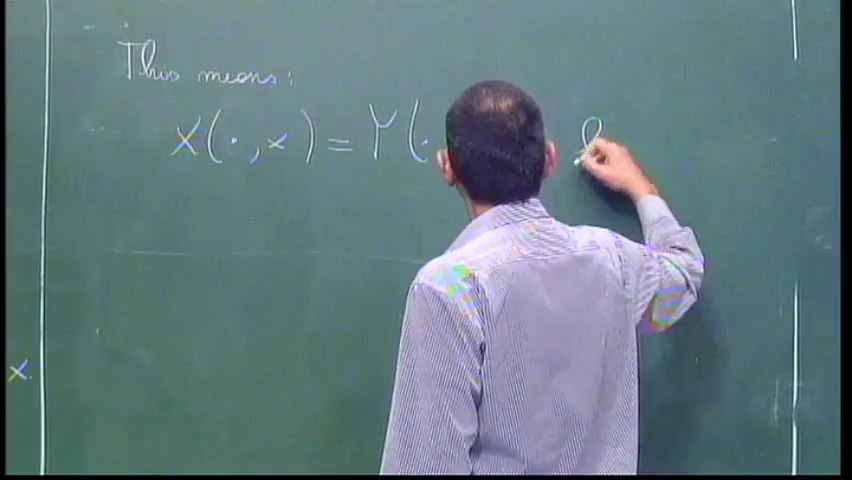 This means:
X(·, x) = Y(·
x.